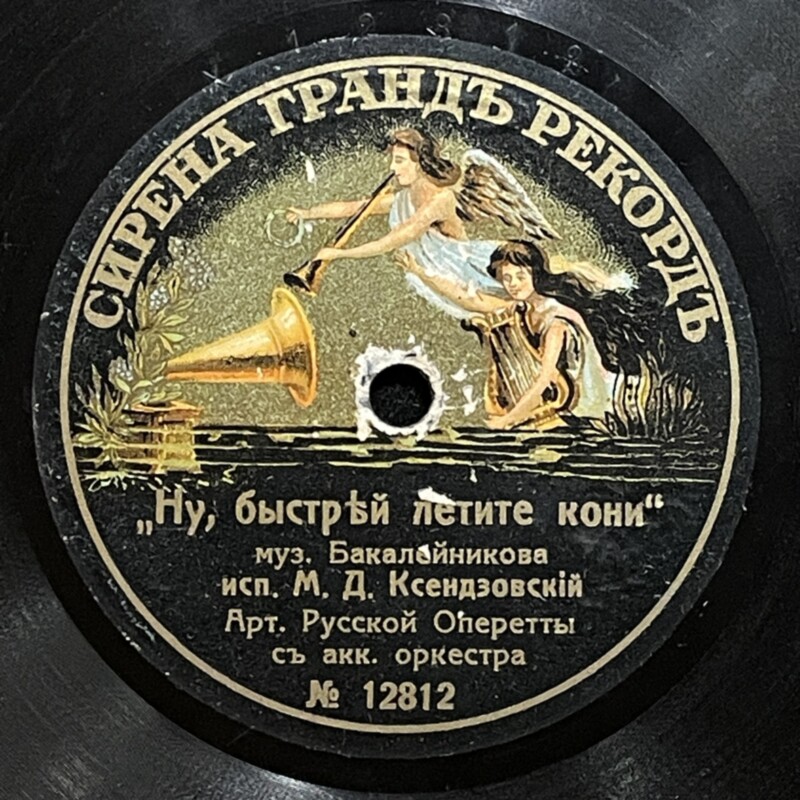 СИРЕНА ГРАНДЪ РЕКОРДЪ
„Ну, быстрѣй летите кони“
муз. Бакалейникова
исп. М. Д. Ксендзовскій
Арт. Русской Оперетты
съ акк. оркестра
№ 12812